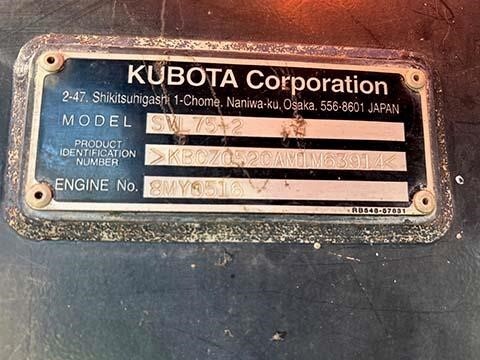 KUBOTA Corporation
2-47, Shikitsuhigashi 1-Chome, Naniwa-ku, Osaka, 556-8601 JAPAN
MODEL SVL75-2
PRODUCT
IDENTIFICATION
NUMBER
>KBCZ052CAM1M63914<
ENGINE No. 8MY0516
RB548-57831